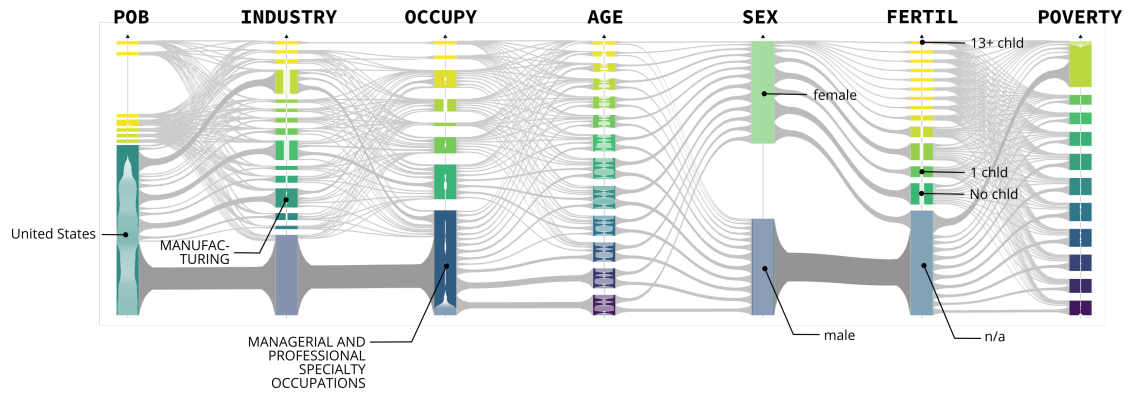 POB INDUSTRY OCCUPY AGE SEX FERTIL POVERTY
13+ chld
female
1 chld
No chld
United States
MANUFAC-
TURING
male
n/a
MANAGERIAL AND
PROFESSIONAL
SPECIALTY
OCCUPATIONS